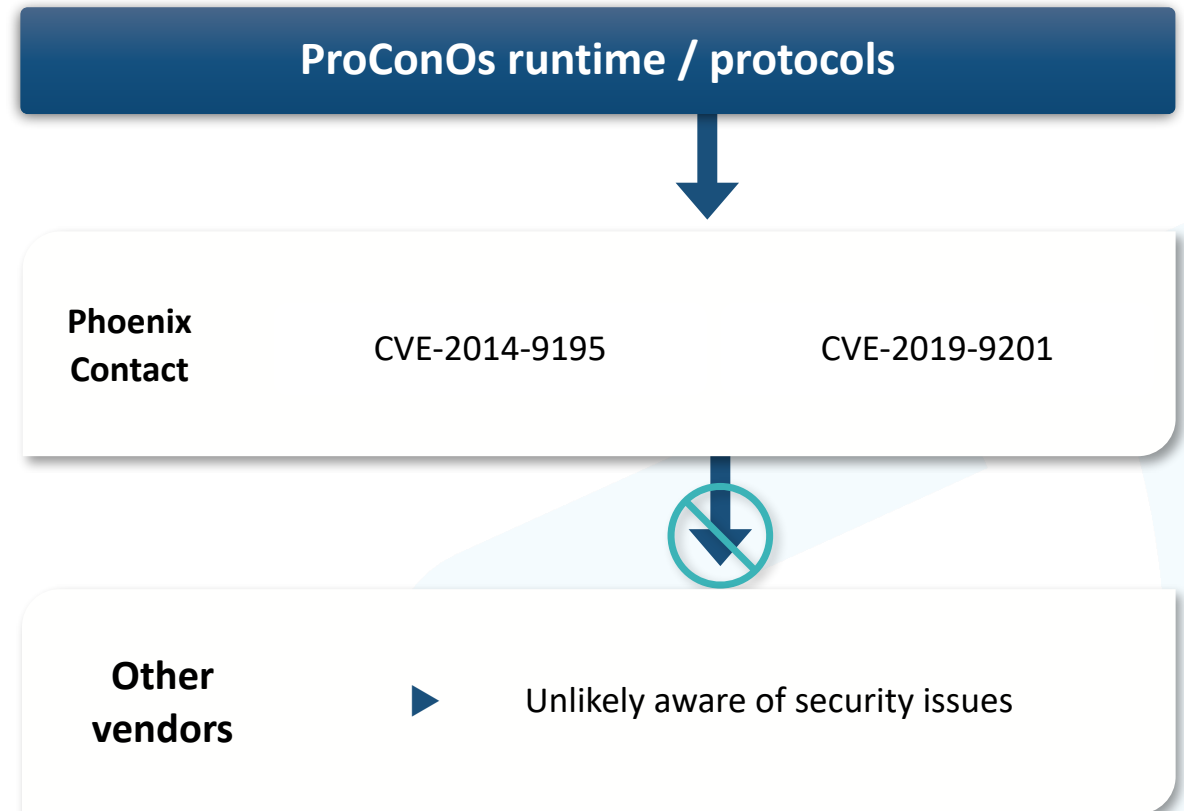 ProConOs runtime / protocols
Phoenix
Contact
CVE-2014-9195
CVE-2019-9201
Other
vendors
Unlikely aware of security issues